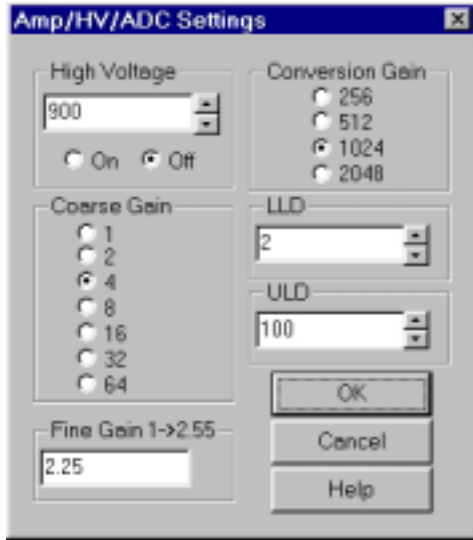 Amp/HV/ADC Settings
High Voltage
900
On Off
Coarse Gain
1
2
4
8
16
32
64
Fine Gain 1->2.55
2.25
Conversion Gain
256
512
1024
2048
LLD
2
ULD
100
OK
Cancel
Help